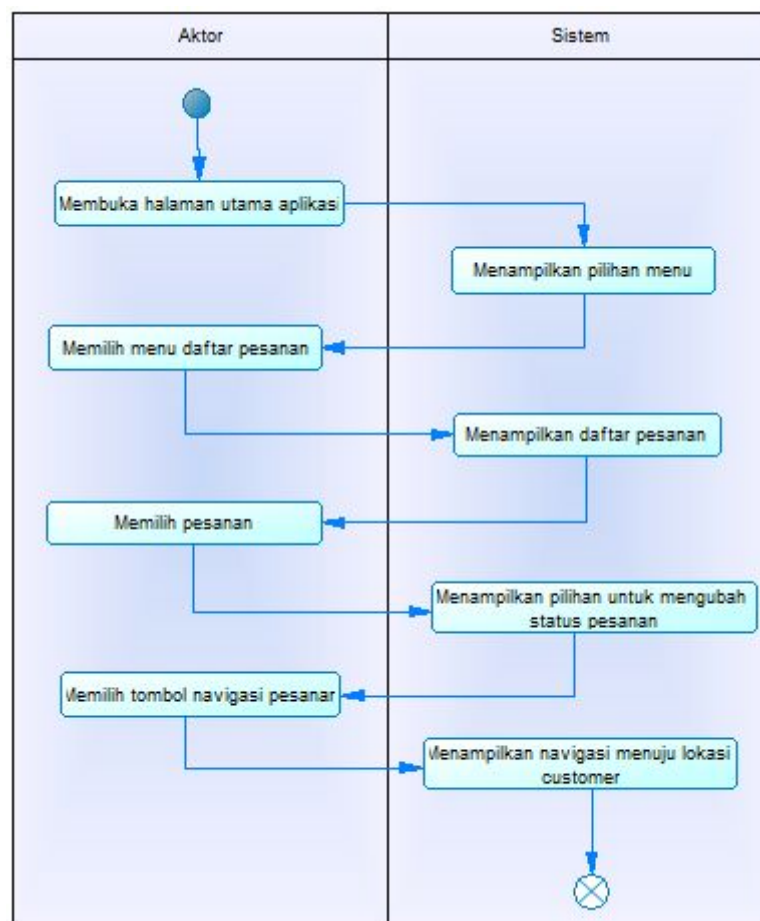 Aktor
Sistem
Membuka halaman utama aplikasi
Menampilkan pilihan menu
Memilih menu daftar pesanan
Menampilkan daftar pesanan
Memilih pesanan
Menampilkan pilihan untuk mengubah
status pesanan
Memilih tombol navigasi pesanan
Menampilkan navigasi menuju lokasi
customer